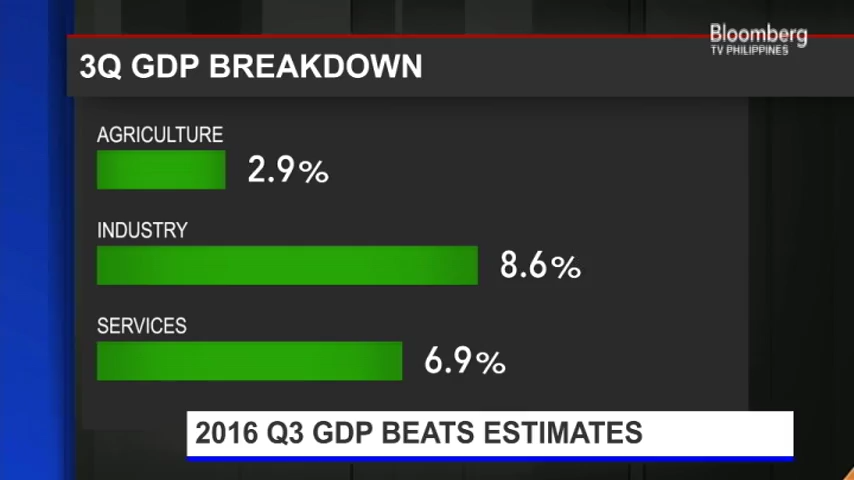 Bloomberg
TV PHILIPPINES
3Q GDP BREAKDOWN
AGRICULTURE
2.9%
INDUSTRY
8.6%
SERVICES
6.9%
2016 Q3 GDP BEATS ESTIMATES